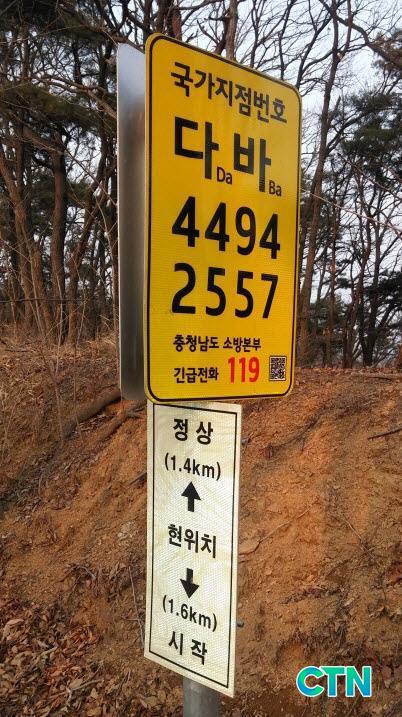 국가지점번호
다Da 바Ba
4494
2557
충청남도 소방본부
긴급전화 119
정상
(1.4km)
현위치
(1.6km)
시작
CTN